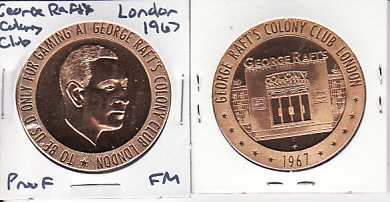 George Raft's
Colony
Club
London
1967
TO BE USED ONLY FOR GAMING AT GEORGE RAFT'S COLONY CLUB LONDON
Proof
FM
GEORGE RAFT'S COLONY CLUB LONDON
GEORGE RAFT'S
COLONY
1967